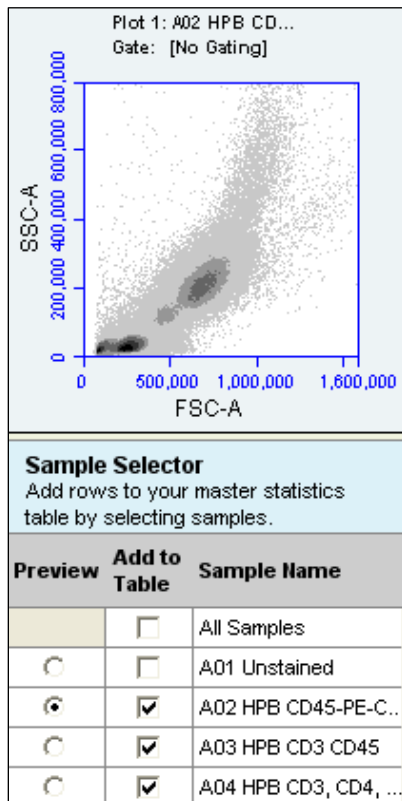 Plot 1: A02 HPB CD...
Gate: [No Gating]
SSC-A
800,000
600,000
400,000
200,000
0
0 500,000 1,000,000 1,600,000
FSC-A
Sample Selector
Add rows to your master statistics
table by selecting samples.
Preview Add to Table Sample Name
All Samples
A01 Unstained
A02 HPB CD45-PE-C..
A03 HPB CD3 CD45
A04 HPB CD3, CD4, ...